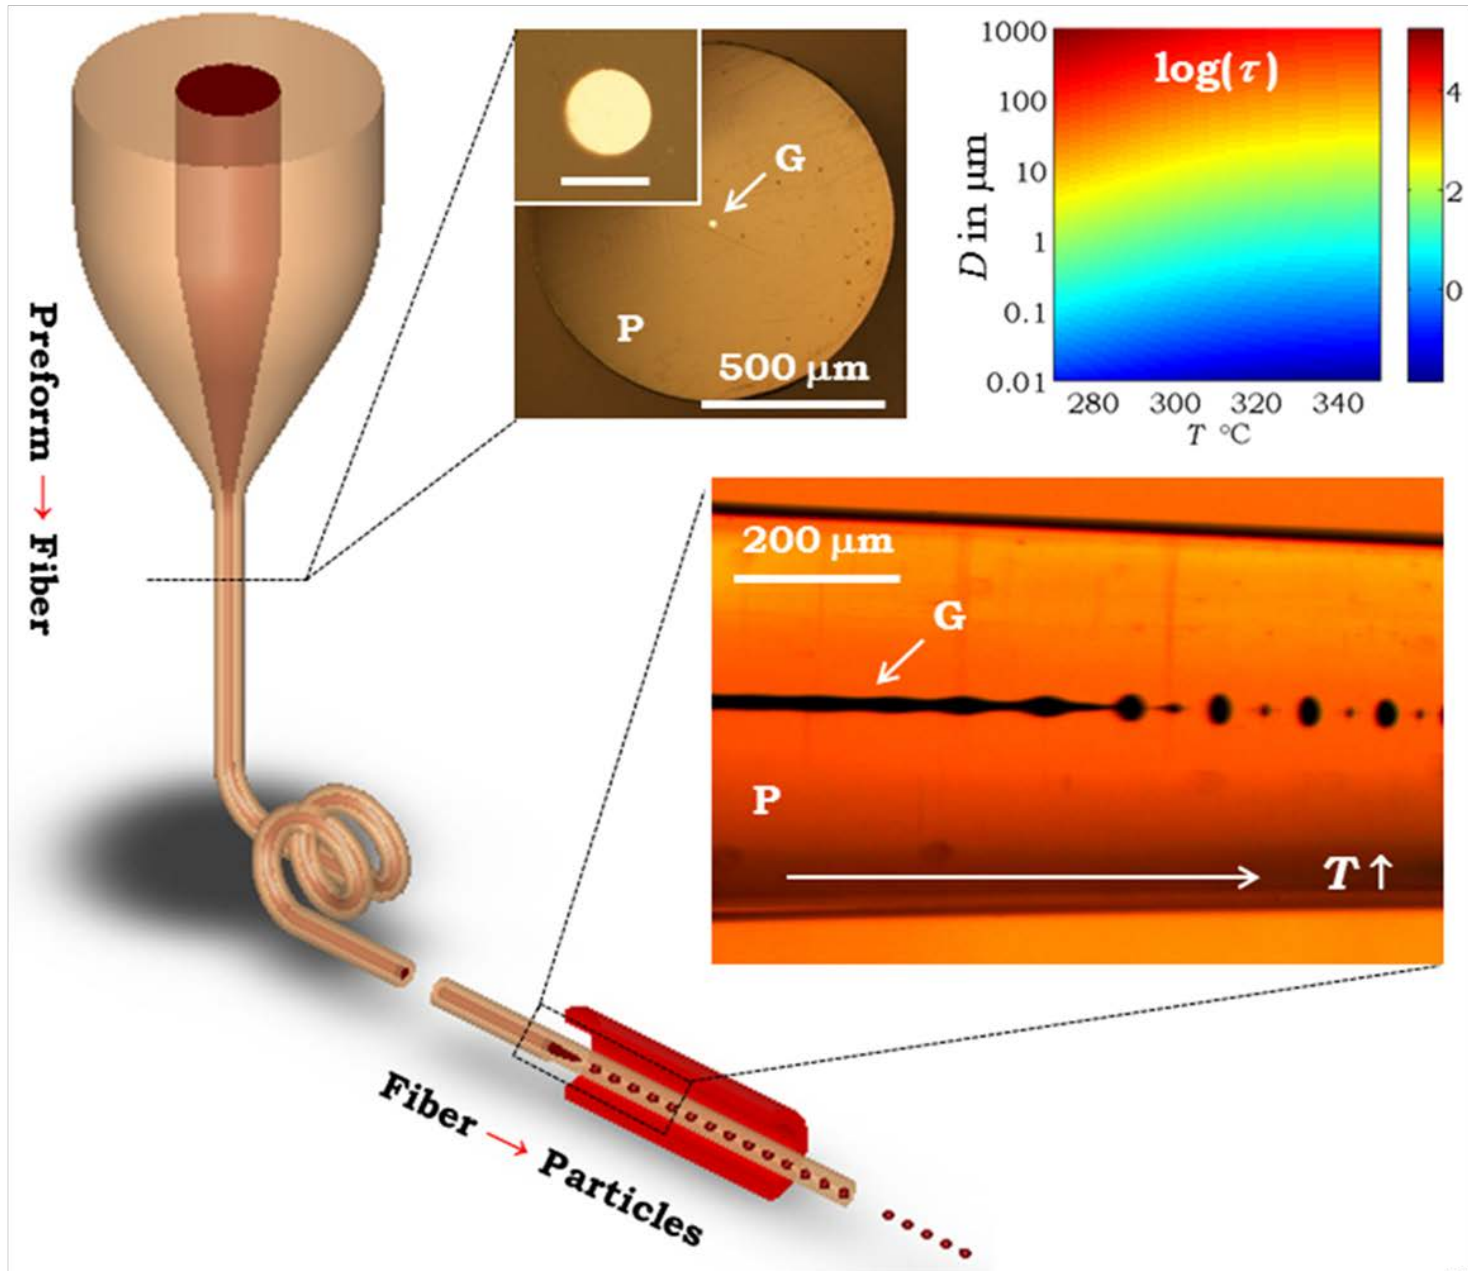 Preform → Fiber
G
P
500 μm
log(τ)
1000
100
10
1
0.1
0.01
D in μm
280 300 320 340
T °C
4
2
0
200 μm
G
P
T ↑
Fiber → Particles